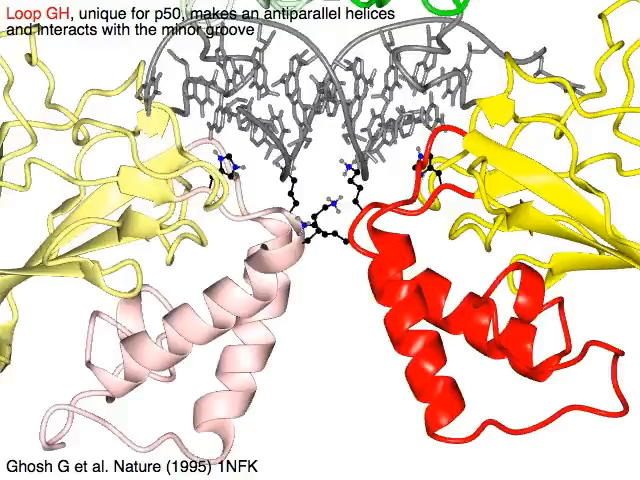 Loop GH, unique for p50, makes an antiparallel helices
and interacts with the minor groove
Ghosh G et al. Nature (1995) 1NFK